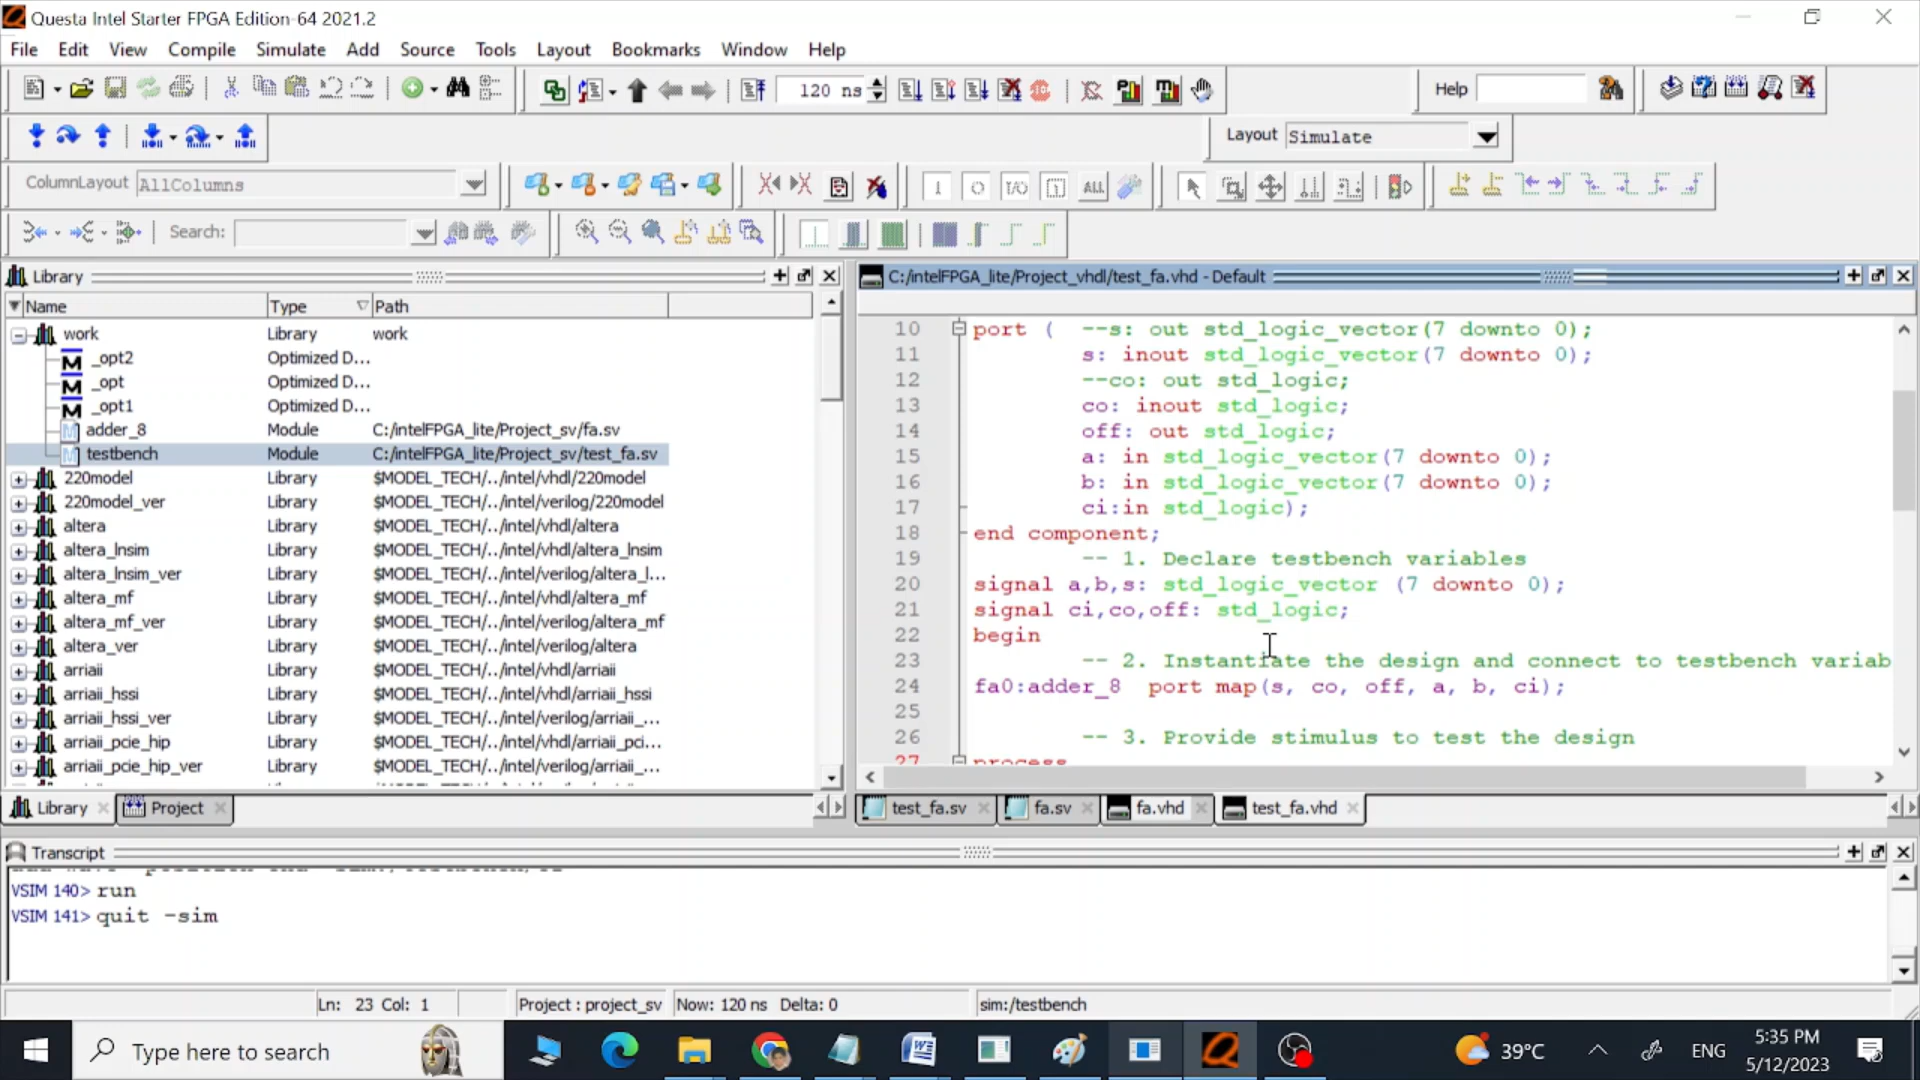 Questa Intel Starter FPGA Edition-64 2021.2
File Edit View Compile Simulate Add Source Tools Layout Bookmarks Window Help
120 ns
Help
Layout Simulate
ColumnLayout AllColumns
ALL
Search:
Library
Name Type Path
work Library work
_opt2 Optimized D...
_opt Optimized D...
_opt1 Optimized D...
adder_8 Module C:/intelFPGA_lite/Project_sv/fa.sv
testbench Module C:/intelFPGA_lite/Project_sv/test_fa.sv
220model Library $MODEL_TECH/../intel/vhdl/220model
220model_ver Library $MODEL_TECH/../intel/verilog/220model
altera Library $MODEL_TECH/../intel/vhdl/altera
altera_lnsim Library $MODEL_TECH/../intel/vhdl/altera_lnsim
altera_lnsim_ver Library $MODEL_TECH/../intel/verilog/altera_l...
altera_mf Library $MODEL_TECH/../intel/vhdl/altera_mf
altera_mf_ver Library $MODEL_TECH/../intel/verilog/altera_mf
altera_ver Library $MODEL_TECH/../intel/verilog/altera
arriaii Library $MODEL_TECH/../intel/vhdl/arriaii
arriaii_hssi Library $MODEL_TECH/../intel/vhdl/arriaii_hssi
arriaii_hssi_ver Library $MODEL_TECH/../intel/verilog/arriaii_...
arriaii_pcie_hip Library $MODEL_TECH/../intel/vhdl/arriaii_pci...
arriaii_pcie_hip_ver Library $MODEL_TECH/../intel/verilog/arriaii_...
Library Project
C:/intelFPGA_lite/Project_vhdl/test_fa.vhd - Default
10 port ( --s: out std_logic_vector(7 downto 0);
11 s: inout std_logic_vector(7 downto 0);
12 --co: out std_logic;
13 co: inout std_logic;
14 off: out std_logic;
15 a: in std_logic_vector(7 downto 0);
16 b: in std_logic_vector(7 downto 0);
17 ci:in std_logic);
18 end component;
19 -- 1. Declare testbench variables
20 signal a,b,s: std_logic_vector (7 downto 0);
21 signal ci,co,off: std_logic;
22 begin
23 -- 2. Instantiate the design and connect to testbench variab
24 fa0:adder_8 port map(s, co, off, a, b, ci);
25
26 -- 3. Provide stimulus to test the design
27 process
test_fa.sv fa.sv fa.vhd test_fa.vhd
Transcript
VSIM 140> run
VSIM 141> quit -sim
Ln: 23 Col: 1 Project : project_sv Now: 120 ns Delta: 0 sim:/testbench
Type here to search
39°C ENG
5:35 PM
5/12/2023